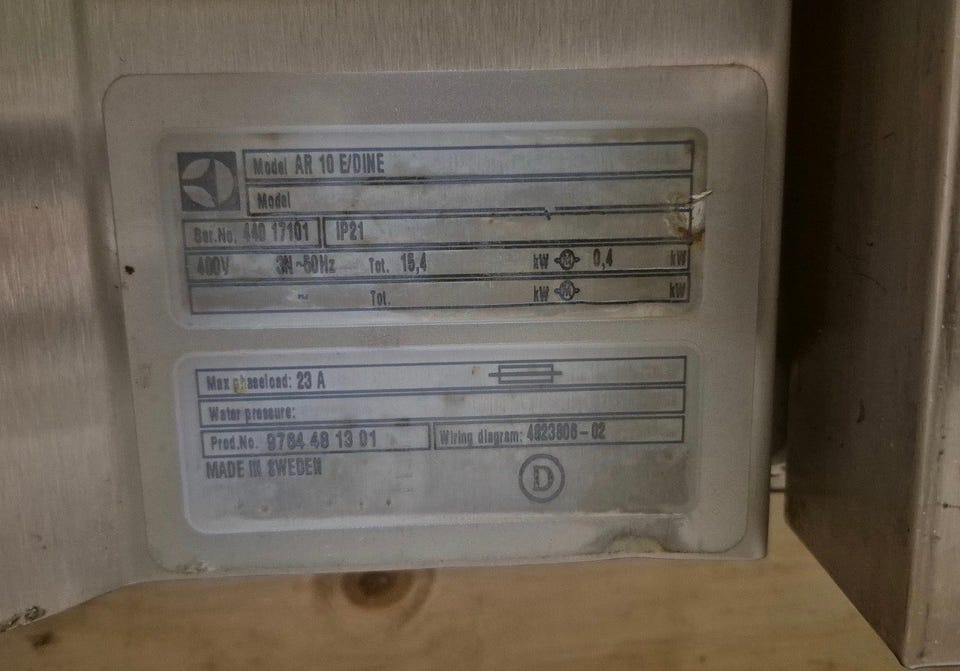 Model AR 10 E/DINE
Model
Ser.No. 440 17101 IP21
400V 3N ~50Hz Tot. 15,4 kW M 0,4 kW
~ Tot. kW M kW
Max phaseload: 23 A
Water pressure:
Prod.No. 9764 48 13 01 Wiring diagram: 4923806-02
MADE IN SWEDEN D